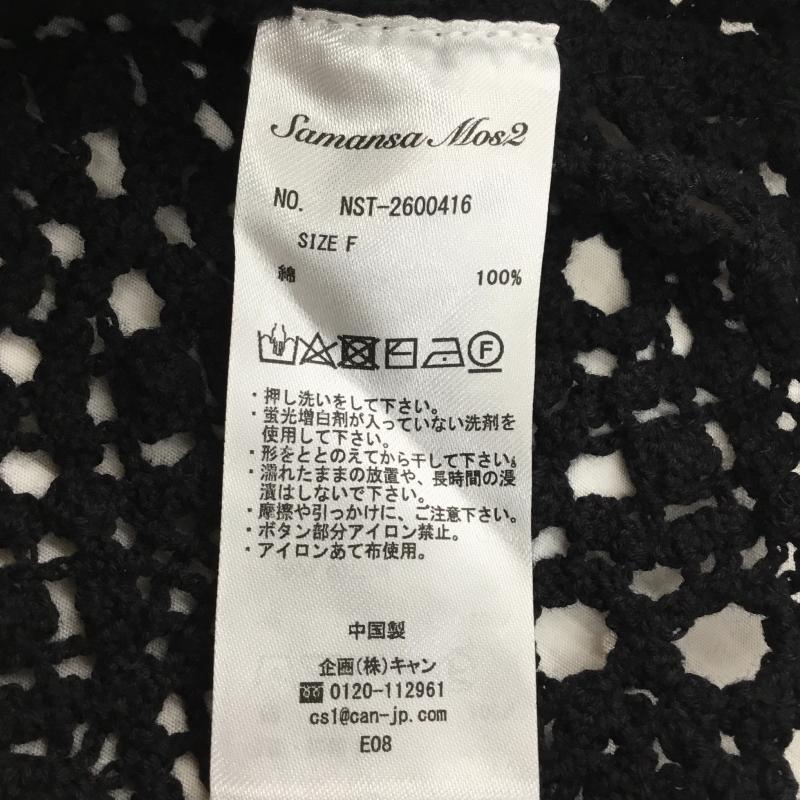 Samansa Mos2
NO. NST-2600416
SIZE F
綿 100%
F
・押し洗いをして下さい。
・蛍光増白剤が入っていない洗剤を
使用して下さい。
・形をととのえてから干して下さい。
・濡れたままの放置や、長時間の浸
漬はしないで下さい。
・摩擦や引っかけに、ご注意下さい。
・ボタン部分アイロン禁止。
・アイロンあて布使用。
中国製
企画(株)キャン
0120-112961
cs1@can-jp.com
E08